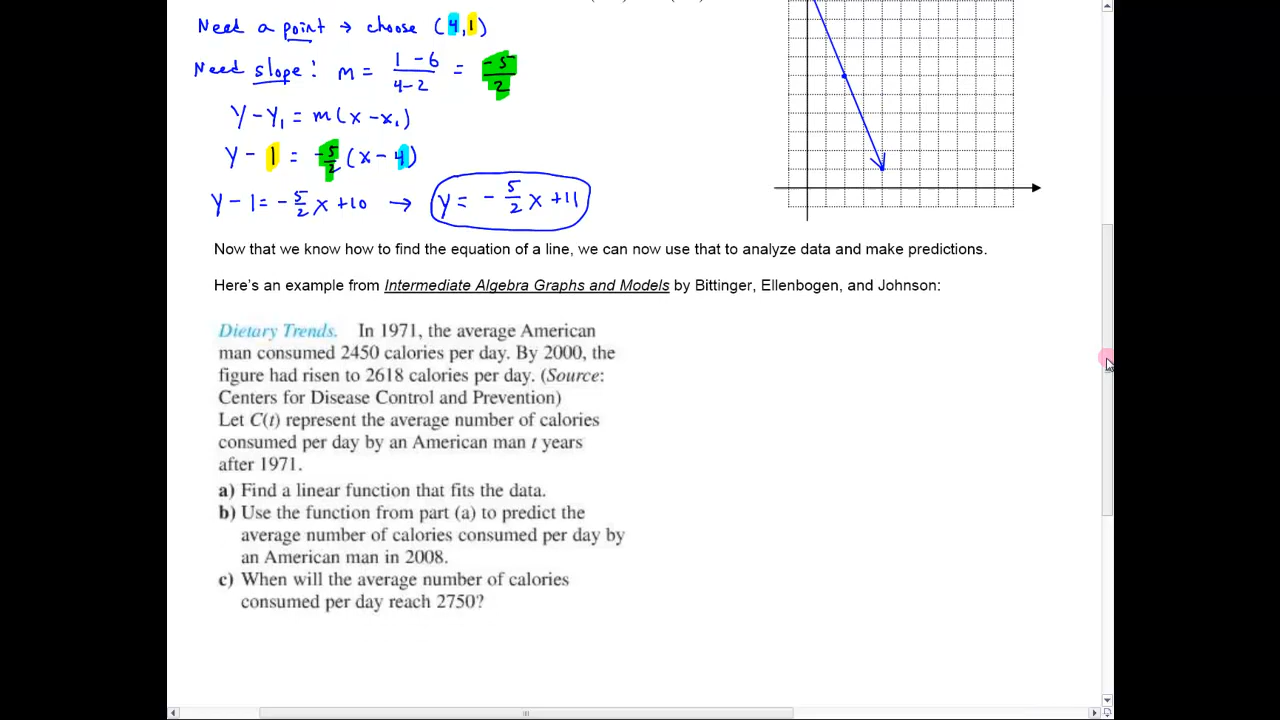 Need a point → choose (4,1)
Need slope: m = 1-6/4-2 = -5/2
y-y₁ = m(x-x₁)
y-1 = -5/2(x-4)
y-1 = -5/2x+10 → y = -5/2x+11
Now that we know how to find the equation of a line, we can now use that to analyze data and make predictions.
Here's an example from Intermediate Algebra Graphs and Models by Bittinger, Ellenbogen, and Johnson:
Dietary Trends. In 1971, the average American
man consumed 2450 calories per day. By 2000, the
figure had risen to 2618 calories per day. (Source:
Centers for Disease Control and Prevention)
Let C(t) represent the average number of calories
consumed per day by an American man t years
after 1971.
a) Find a linear function that fits the data.
b) Use the function from part (a) to predict the
average number of calories consumed per day by
an American man in 2008.
c) When will the average number of calories
consumed per day reach 2750?